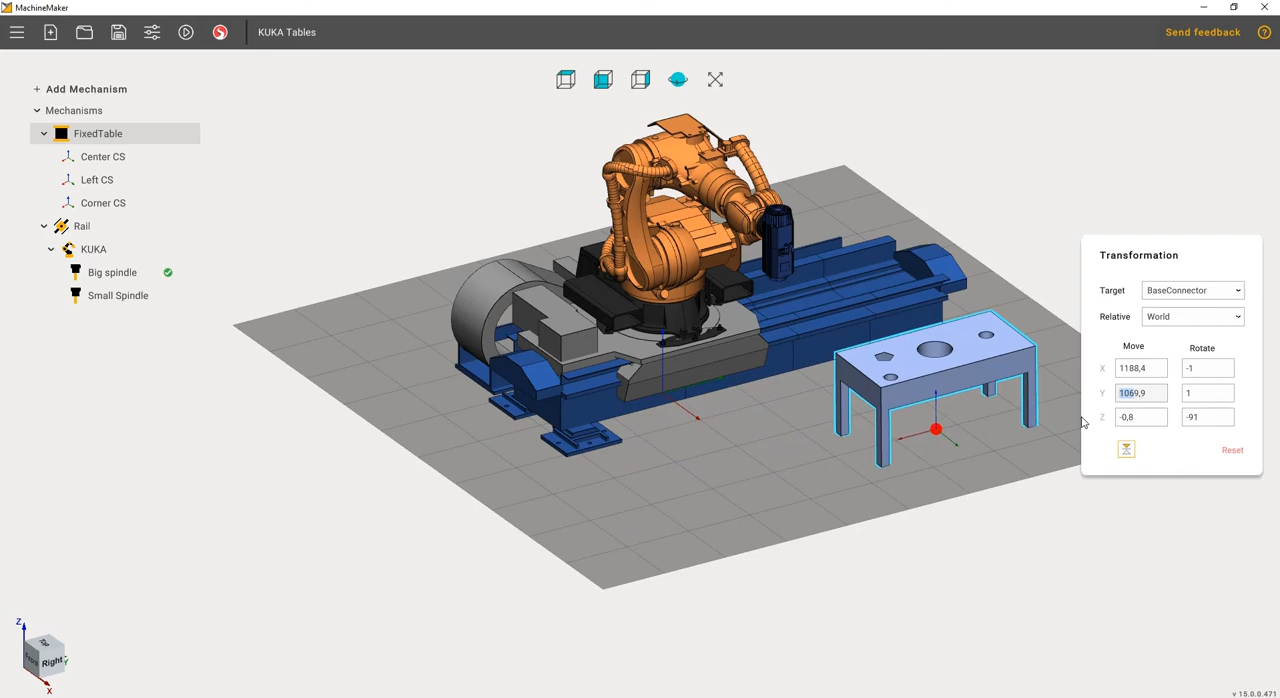 MachineMaker
KUKA Tables
Send feedback
?
+ Add Mechanism
Mechanisms
FixedTable
Center CS
Left CS
Corner CS
Rail
KUKA
Big spindle
Small Spindle
Transformation
Target BaseConnector
Relative World
Move Rotate
X 1188,4 -1
Y 1069,9 1
Z -0,8 -91
Reset
Z
Top
Front Right Y
X
v 15.0.0.471